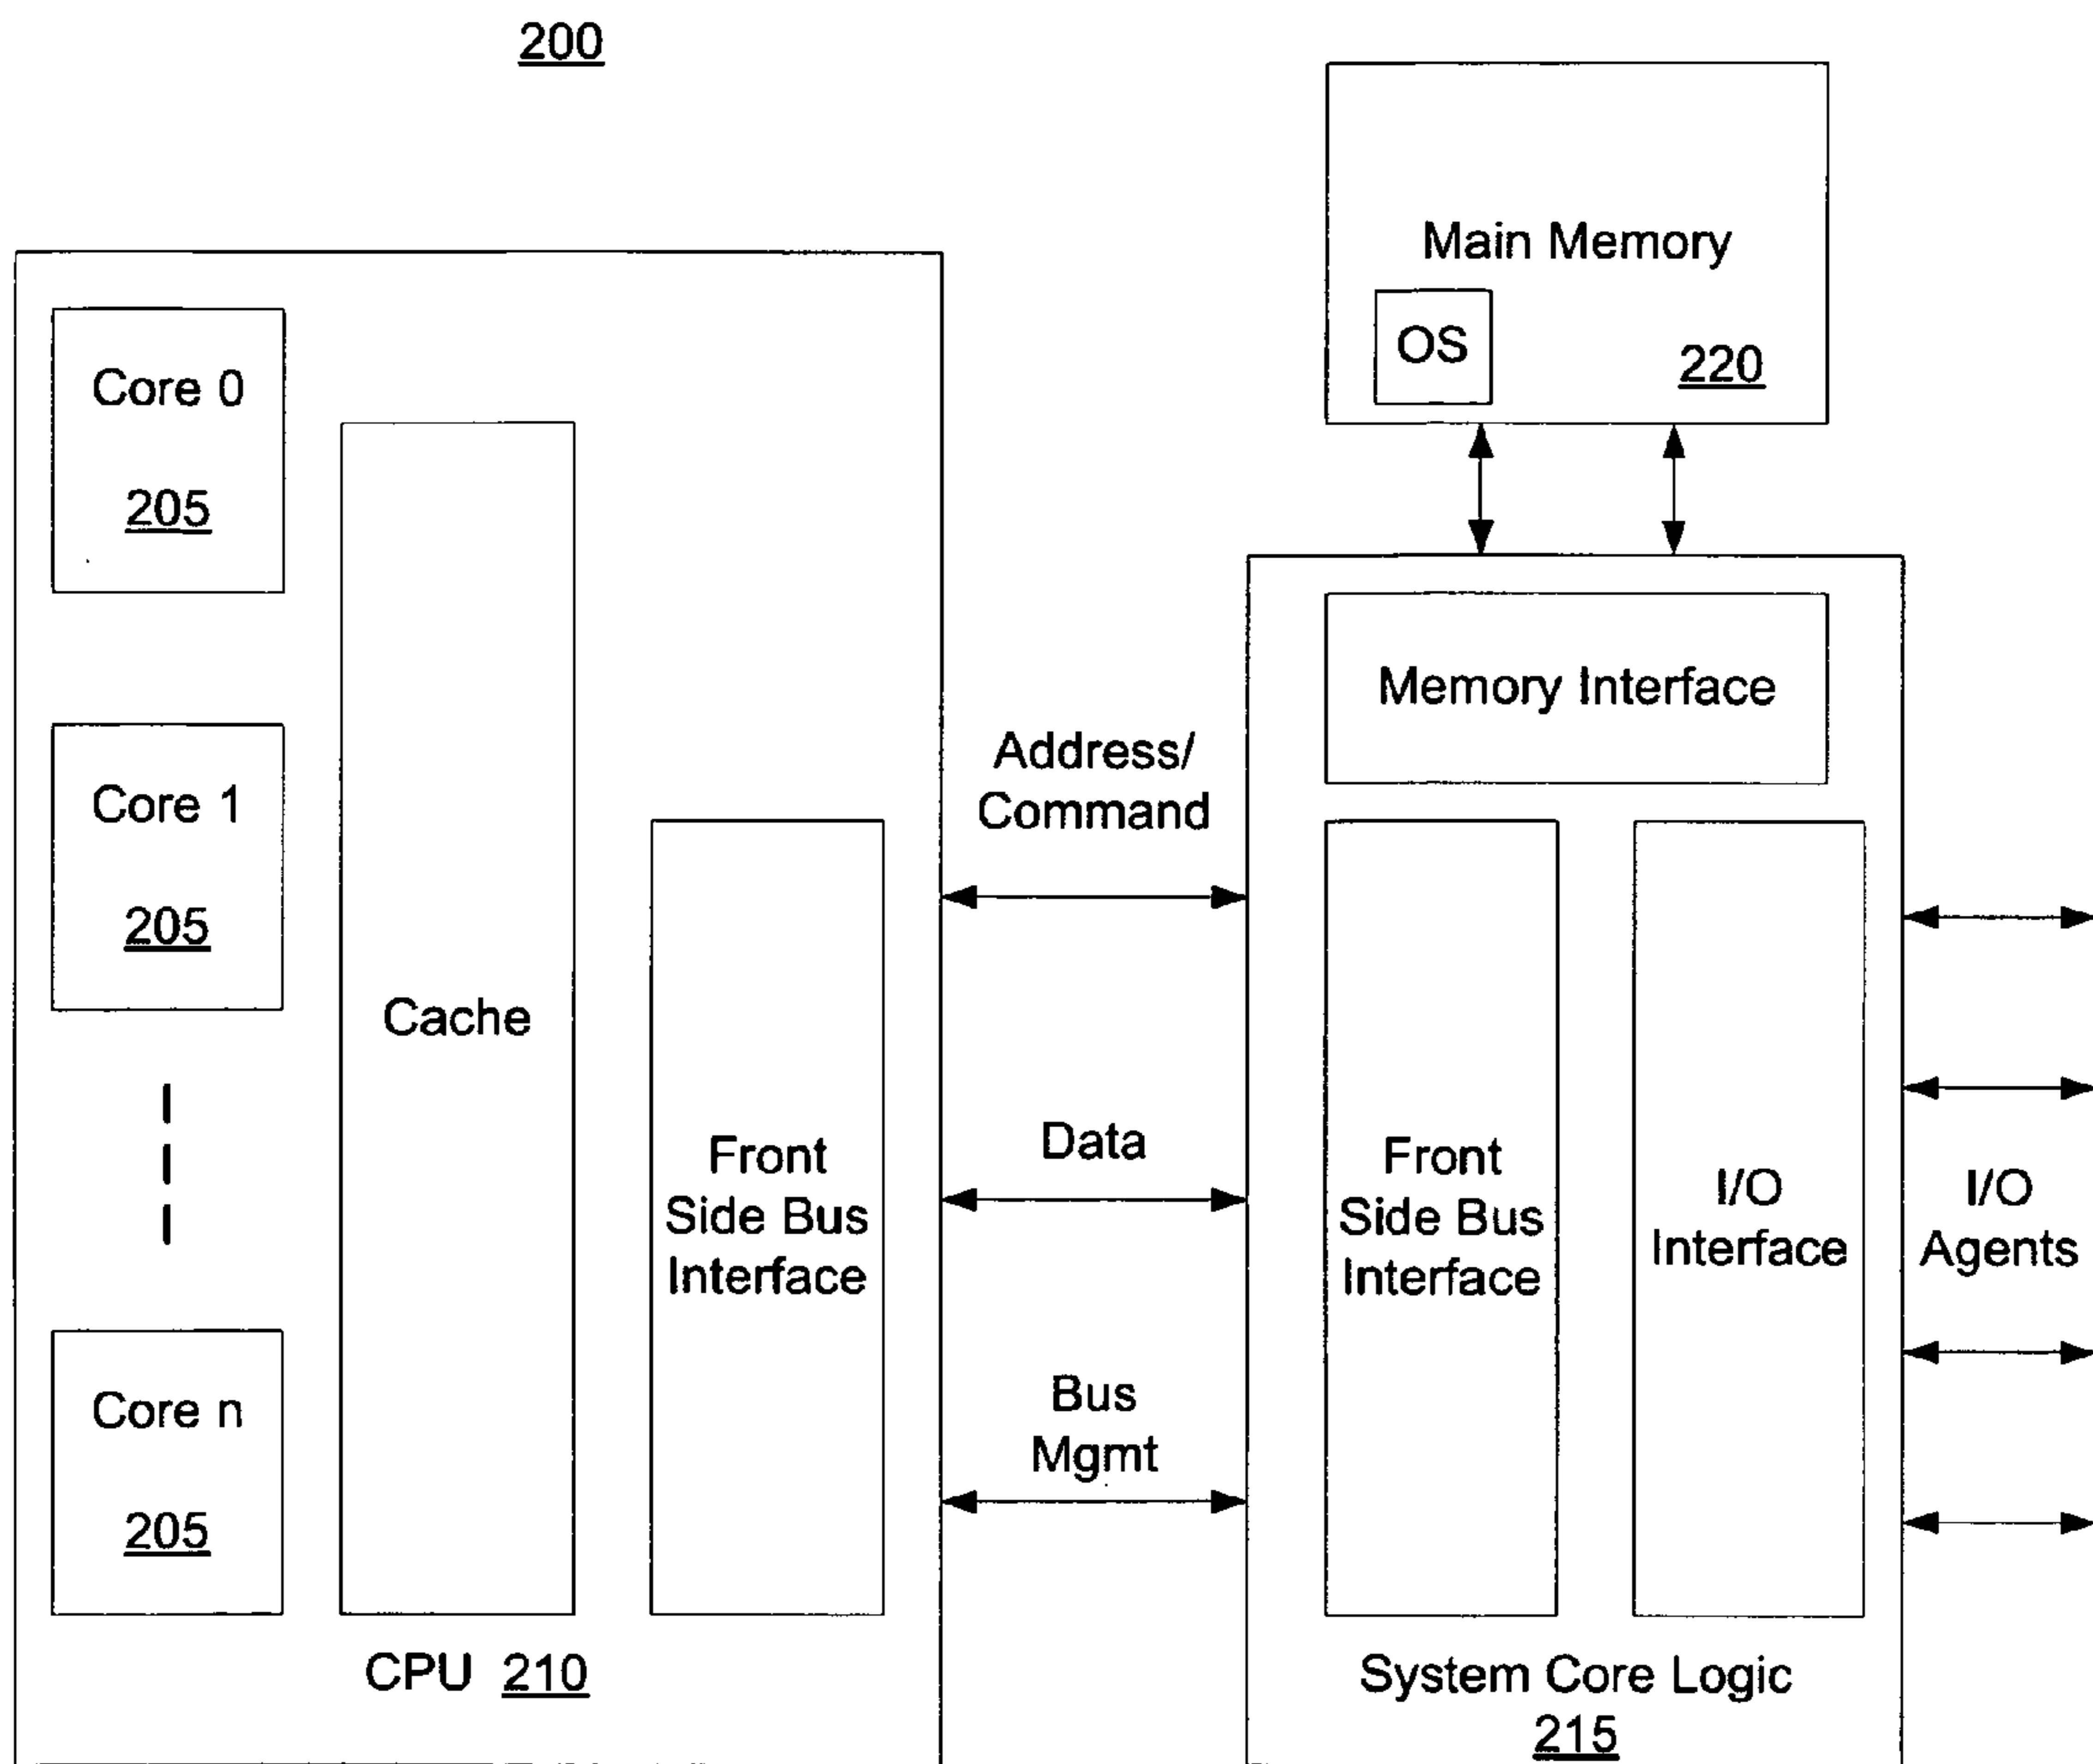 200
Main Memory
OS
220
Core 0
205
Core 1
205
Core n
205
Cache
Front
Side Bus
Interface
CPU 210
Address/
Command
Data
Bus
Mgmt
Memory Interface
Front
Side Bus
Interface
I/O
Interface
System Core Logic
215
I/O
Agents